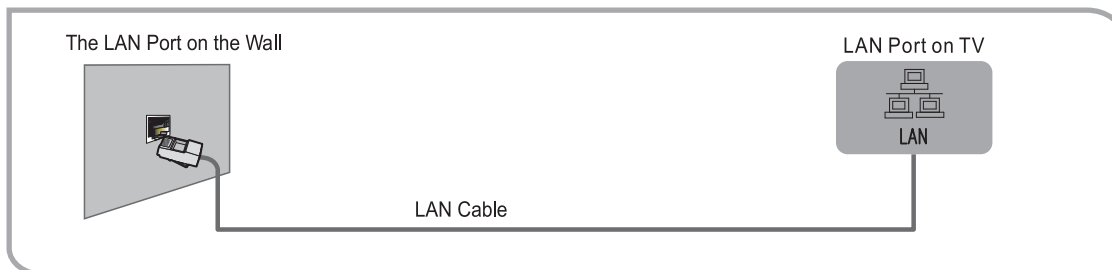 The LAN Port on the Wall
LAN Port on TV
LAN
LAN Cable